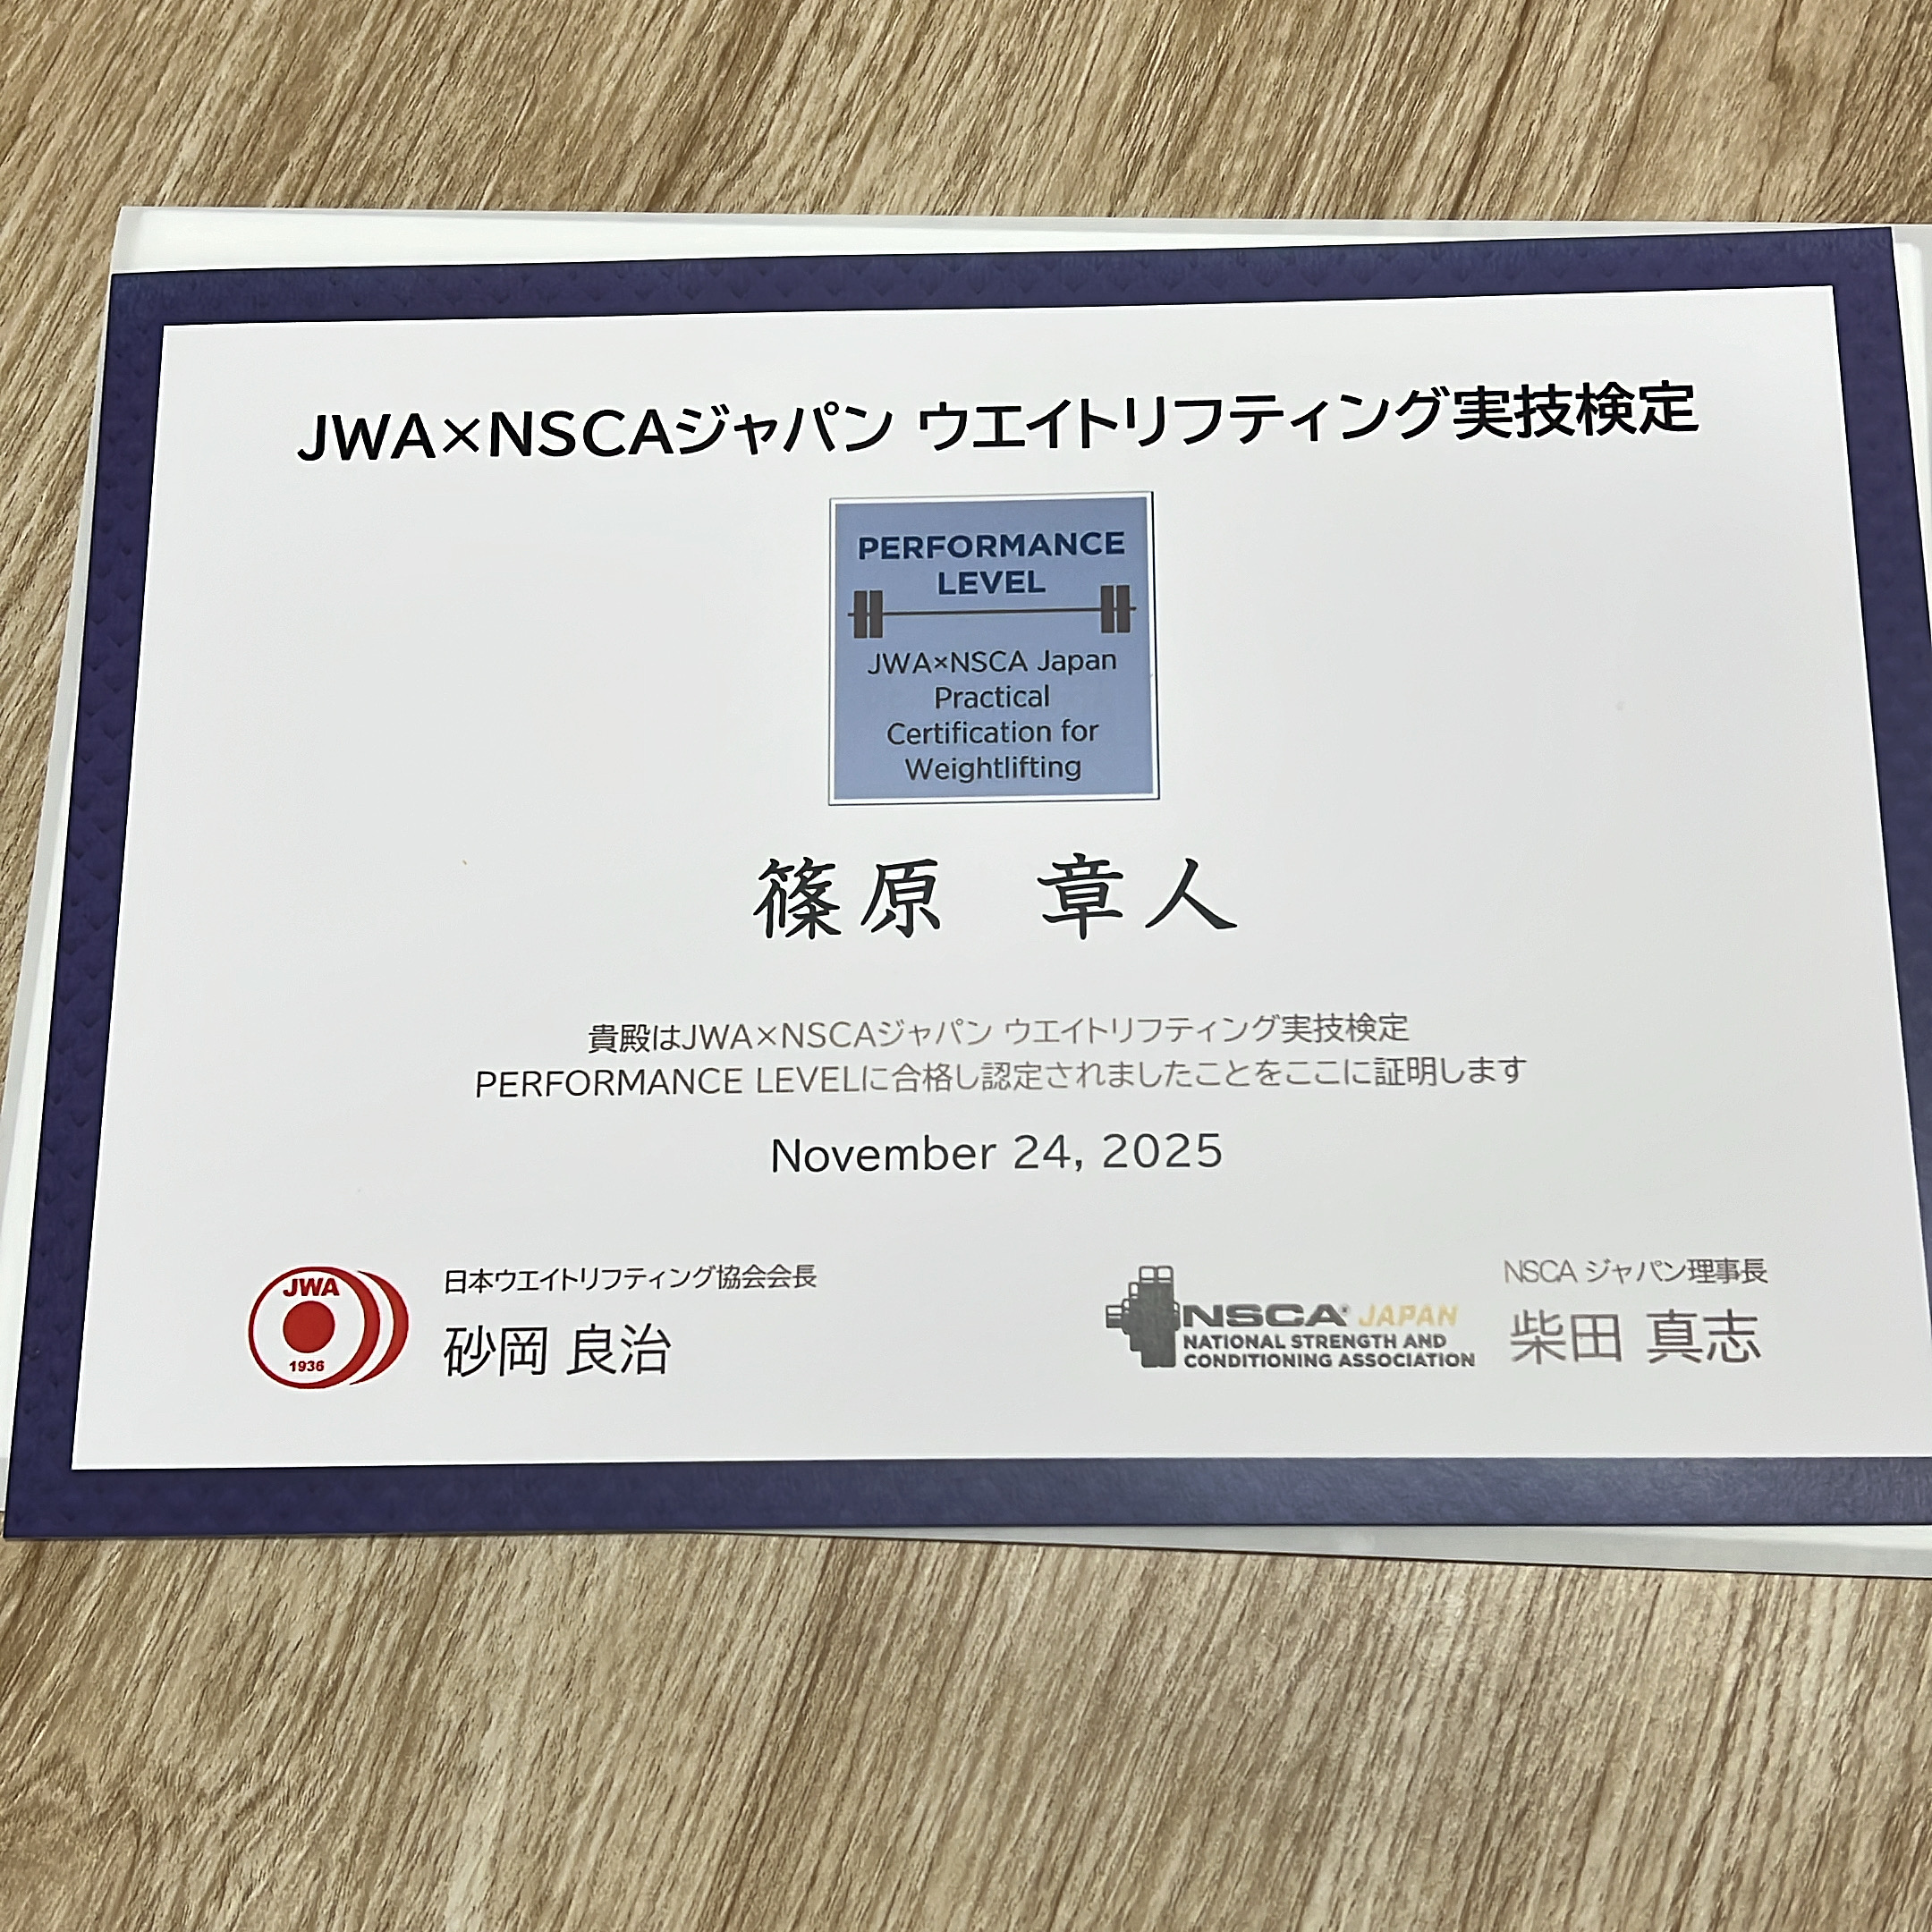 JWA×NSCAジャパン ウエイトリフティング実技検定
PERFORMANCE
LEVEL
JWA×NSCA Japan
Practical
Certification for
Weightlifting
篠原 章人
貴殿はJWA×NSCAジャパン ウエイトリフティング実技検定
PERFORMANCE LEVELに合格し認定されましたことをここに証明します
November 24, 2025
JWA
1936
日本ウエイトリフティング協会会長
砂岡 良治
NSCA® JAPAN
NATIONAL STRENGTH AND
CONDITIONING ASSOCIATION
NSCA ジャパン理事長
柴田 真志